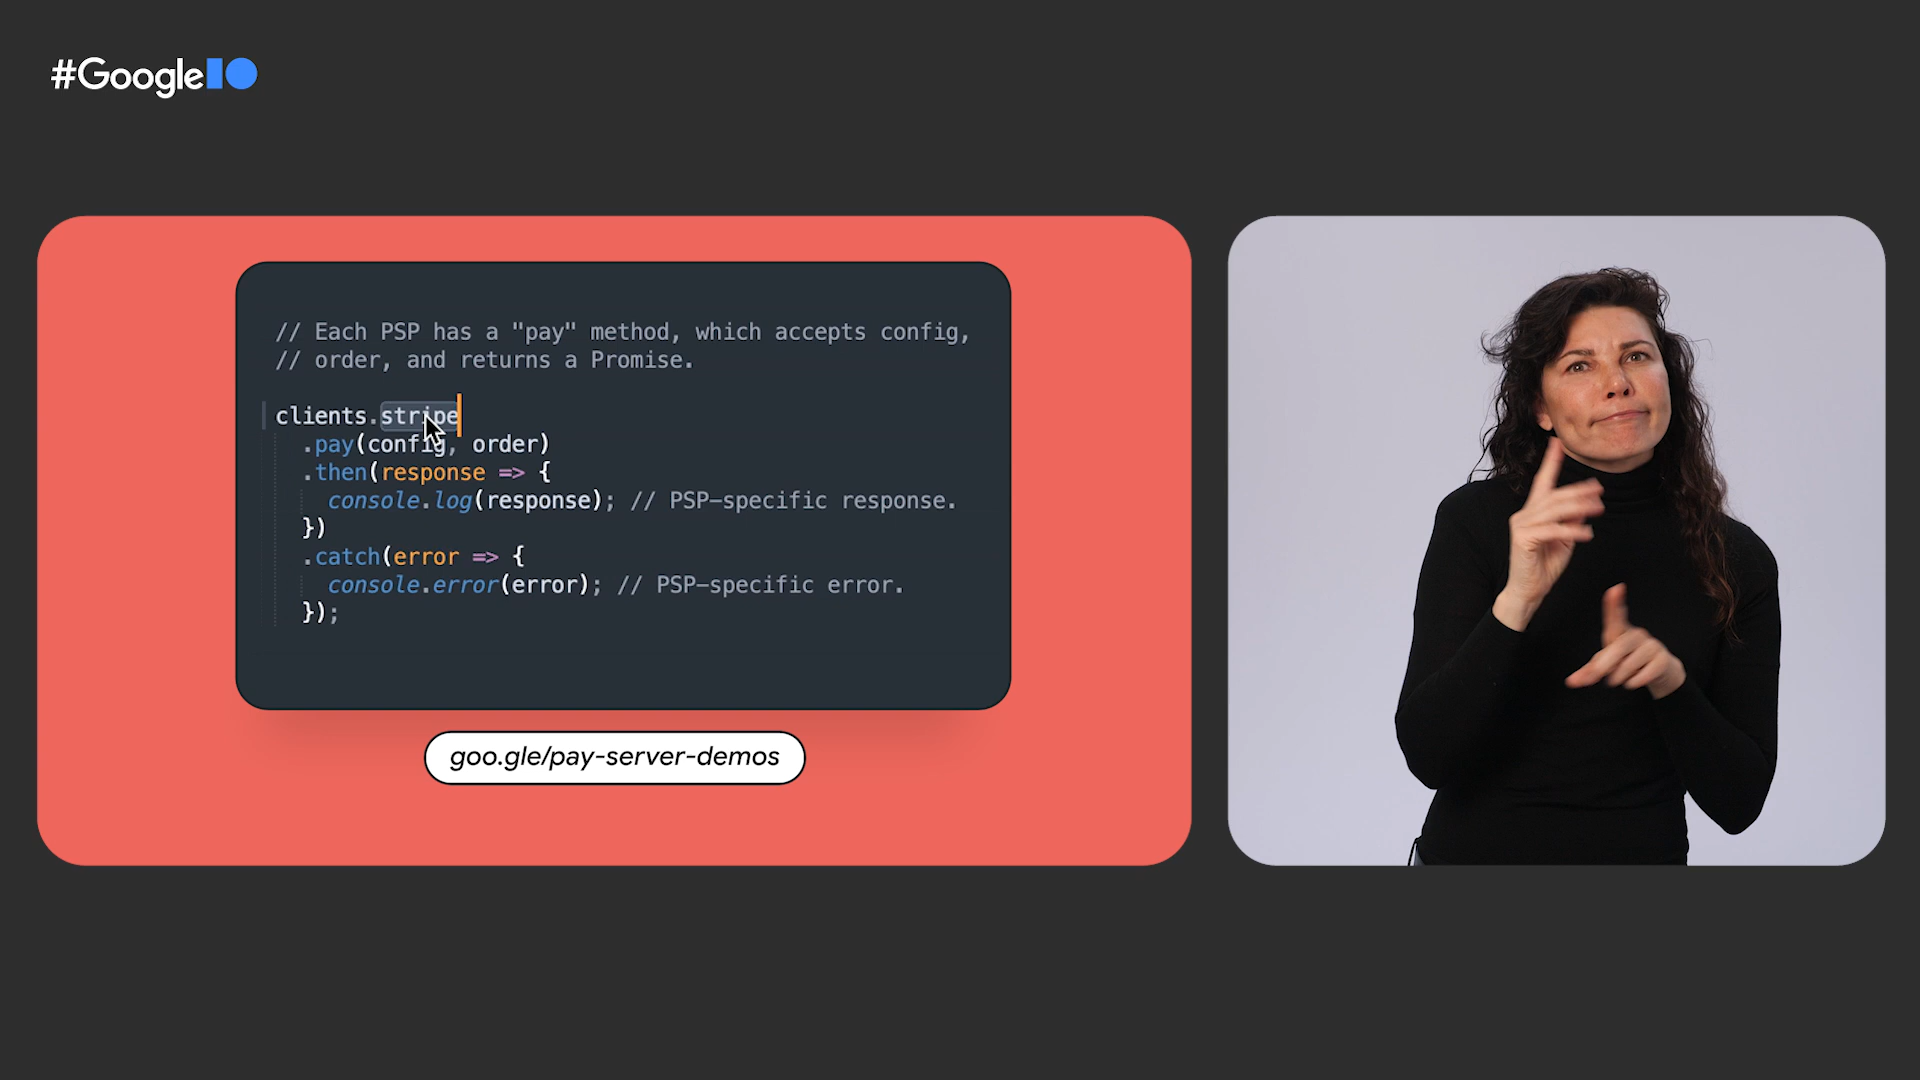 #GoogleIO
// Each PSP has a "pay" method, which accepts config,
// order, and returns a Promise.
clients.stripe
.pay(config, order)
.then(response => {
console.log(response); // PSP-specific response.
})
.catch(error => {
console.error(error); // PSP-specific error.
});
goo.gle/pay-server-demos